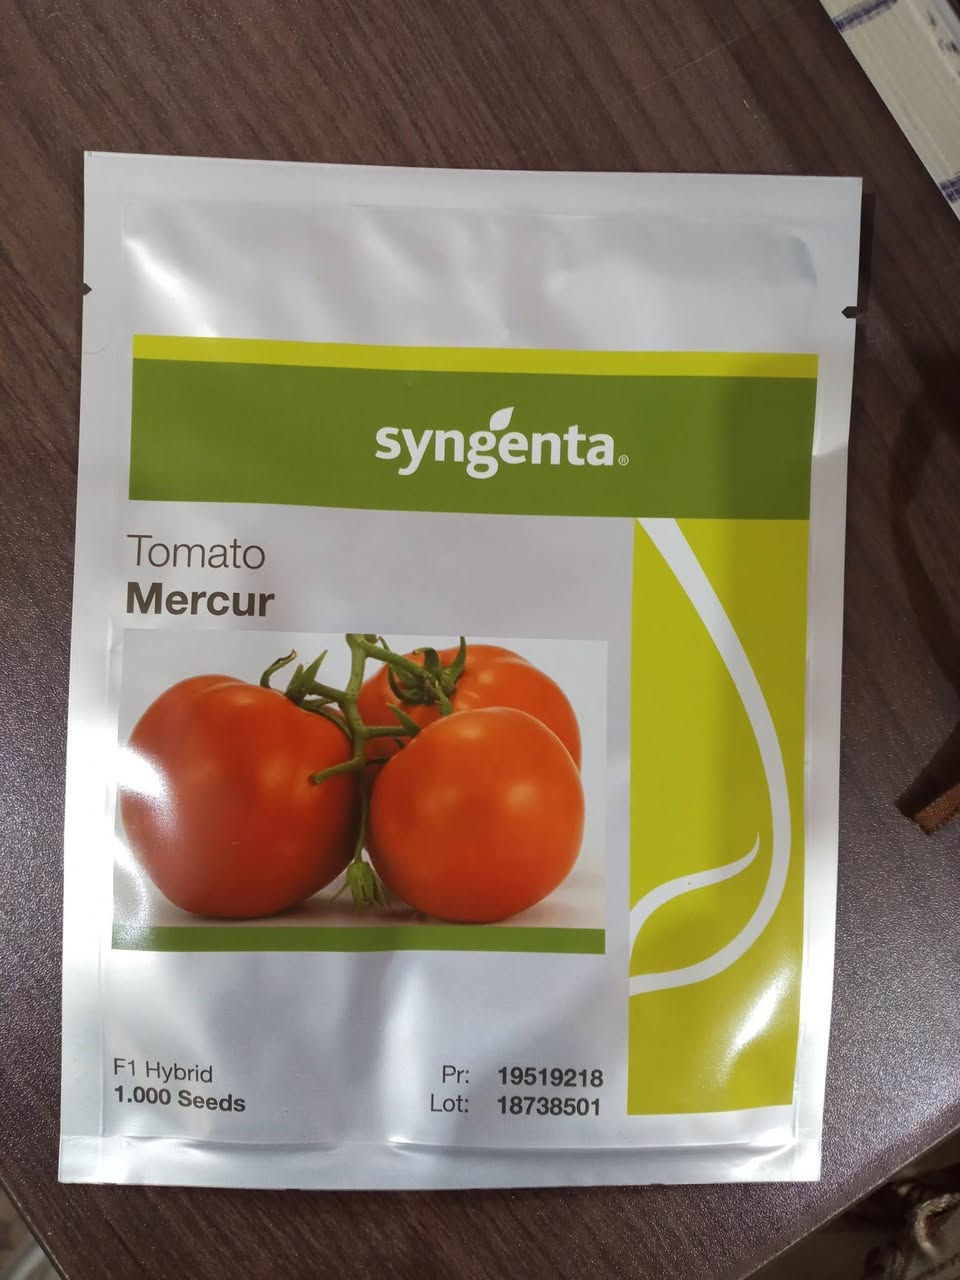 syngenta®
Tomato
Mercur
F1 Hybrid
1.000 Seeds
Pr: 19519218
Lot: 18738501